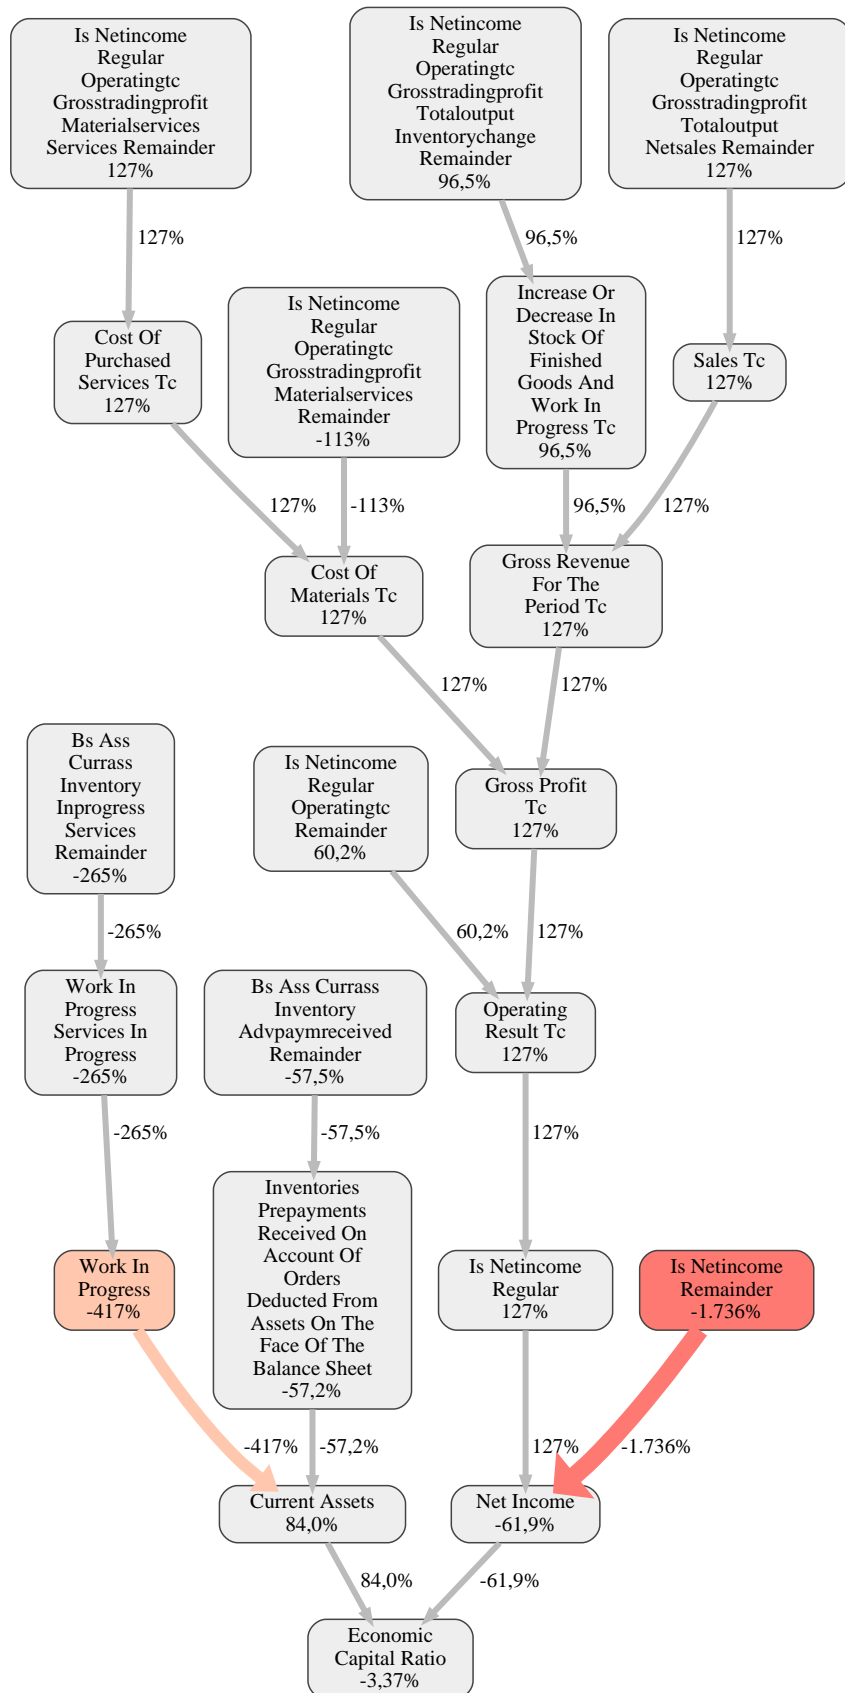 Is Netincome
Regular
Operatingtc
Grosstradingprofit
Materialservices
Services Remainder
127%
Is Netincome
Regular
Operatingtc
Grosstradingprofit
Totaloutput
Inventorychange
Remainder
96,5%
Is Netincome
Regular
Operatingtc
Grosstradingprofit
Totaloutput
Netsales Remainder
127%
127%
96,5%
127%
Cost Of
Purchased
Services Tc
127%
Is Netincome
Regular
Operatingtc
Grosstradingprofit
Materialservices
Remainder
-113%
Increase Or
Decrease In
Stock Of
Finished
Goods And
Work In
Progress Tc
96,5%
Sales Tc
127%
127%
-113%
96,5%
127%
Cost Of
Materials Tc
127%
Gross Revenue
For The
Period Tc
127%
127%
127%
Bs Ass
Currass
Inventory
Inprogress
Services
Remainder
-265%
Is Netincome
Regular
Operatingtc
Remainder
60,2%
Gross Profit
Tc
127%
-265%
60,2%
127%
Work In
Progress
Services In
Progress
-265%
Bs Ass Currass
Inventory
Advpaymreceived
Remainder
-57,5%
Operating
Result Tc
127%
-265%
-57,5%
127%
Work In
Progress
-417%
Inventories
Prepayments
Received On
Account Of
Orders
Deducted From
Assets On The
Face Of The
Balance Sheet
-57,2%
Is Netincome
Regular
127%
Is Netincome
Remainder
-1.736%
-417%
-57,2%
127%
-1.736%
Current Assets
84,0%
Net Income
-61,9%
84,0%
-61,9%
Economic
Capital Ratio
-3,37%